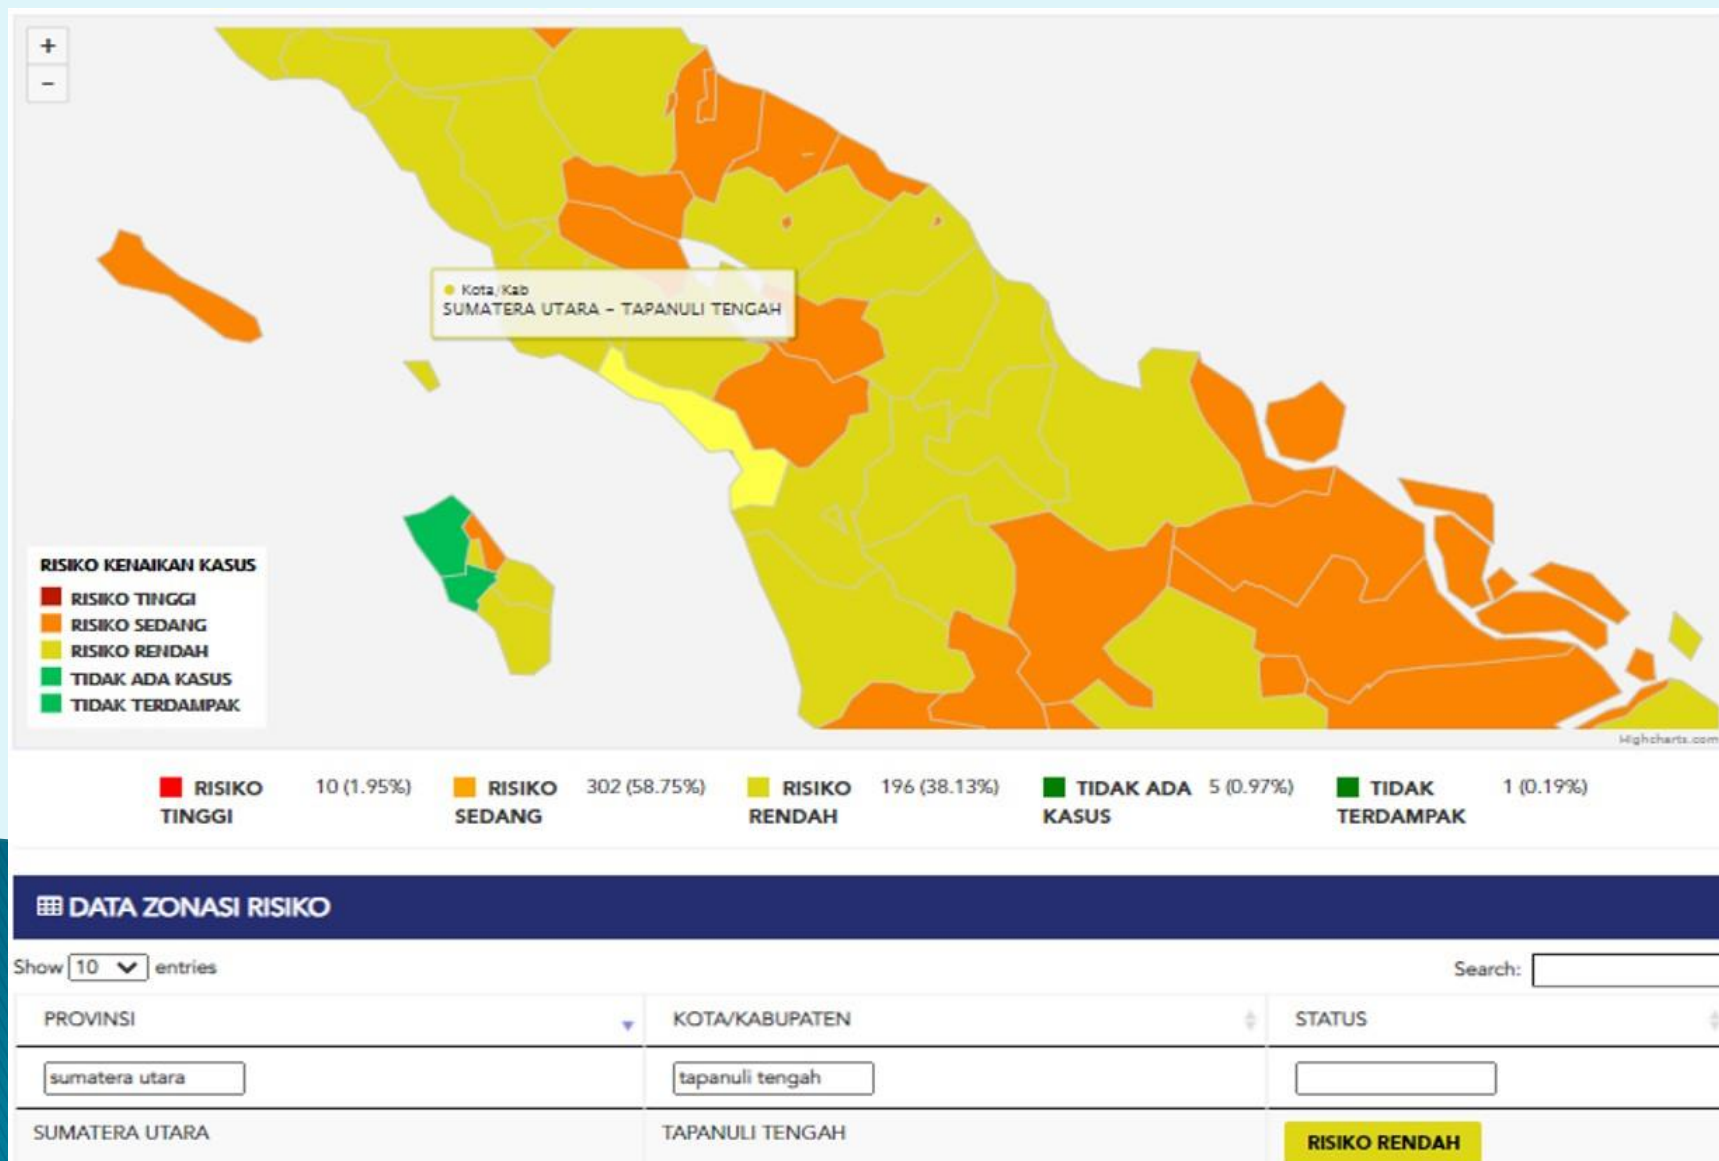 +
−
Kota/Kab
SUMATERA UTARA – TAPANULI TENGAH
RISIKO KENAIKAN KASUS
RISIKO TINGGI
RISIKO SEDANG
RISIKO RENDAH
TIDAK ADA KASUS
TIDAK TERDAMPAK
Highcharts.com
RISIKO TINGGI 10 (1.95%)
RISIKO SEDANG 302 (58.75%)
RISIKO RENDAH 196 (38.13%)
TIDAK ADA KASUS 5 (0.97%)
TIDAK TERDAMPAK 1 (0.19%)
DATA ZONASI RISIKO
Show 10 entries Search:
PROVINSI KOTA/KABUPATEN STATUS
sumatera utara tapanuli tengah
SUMATERA UTARA TAPANULI TENGAH RISIKO RENDAH